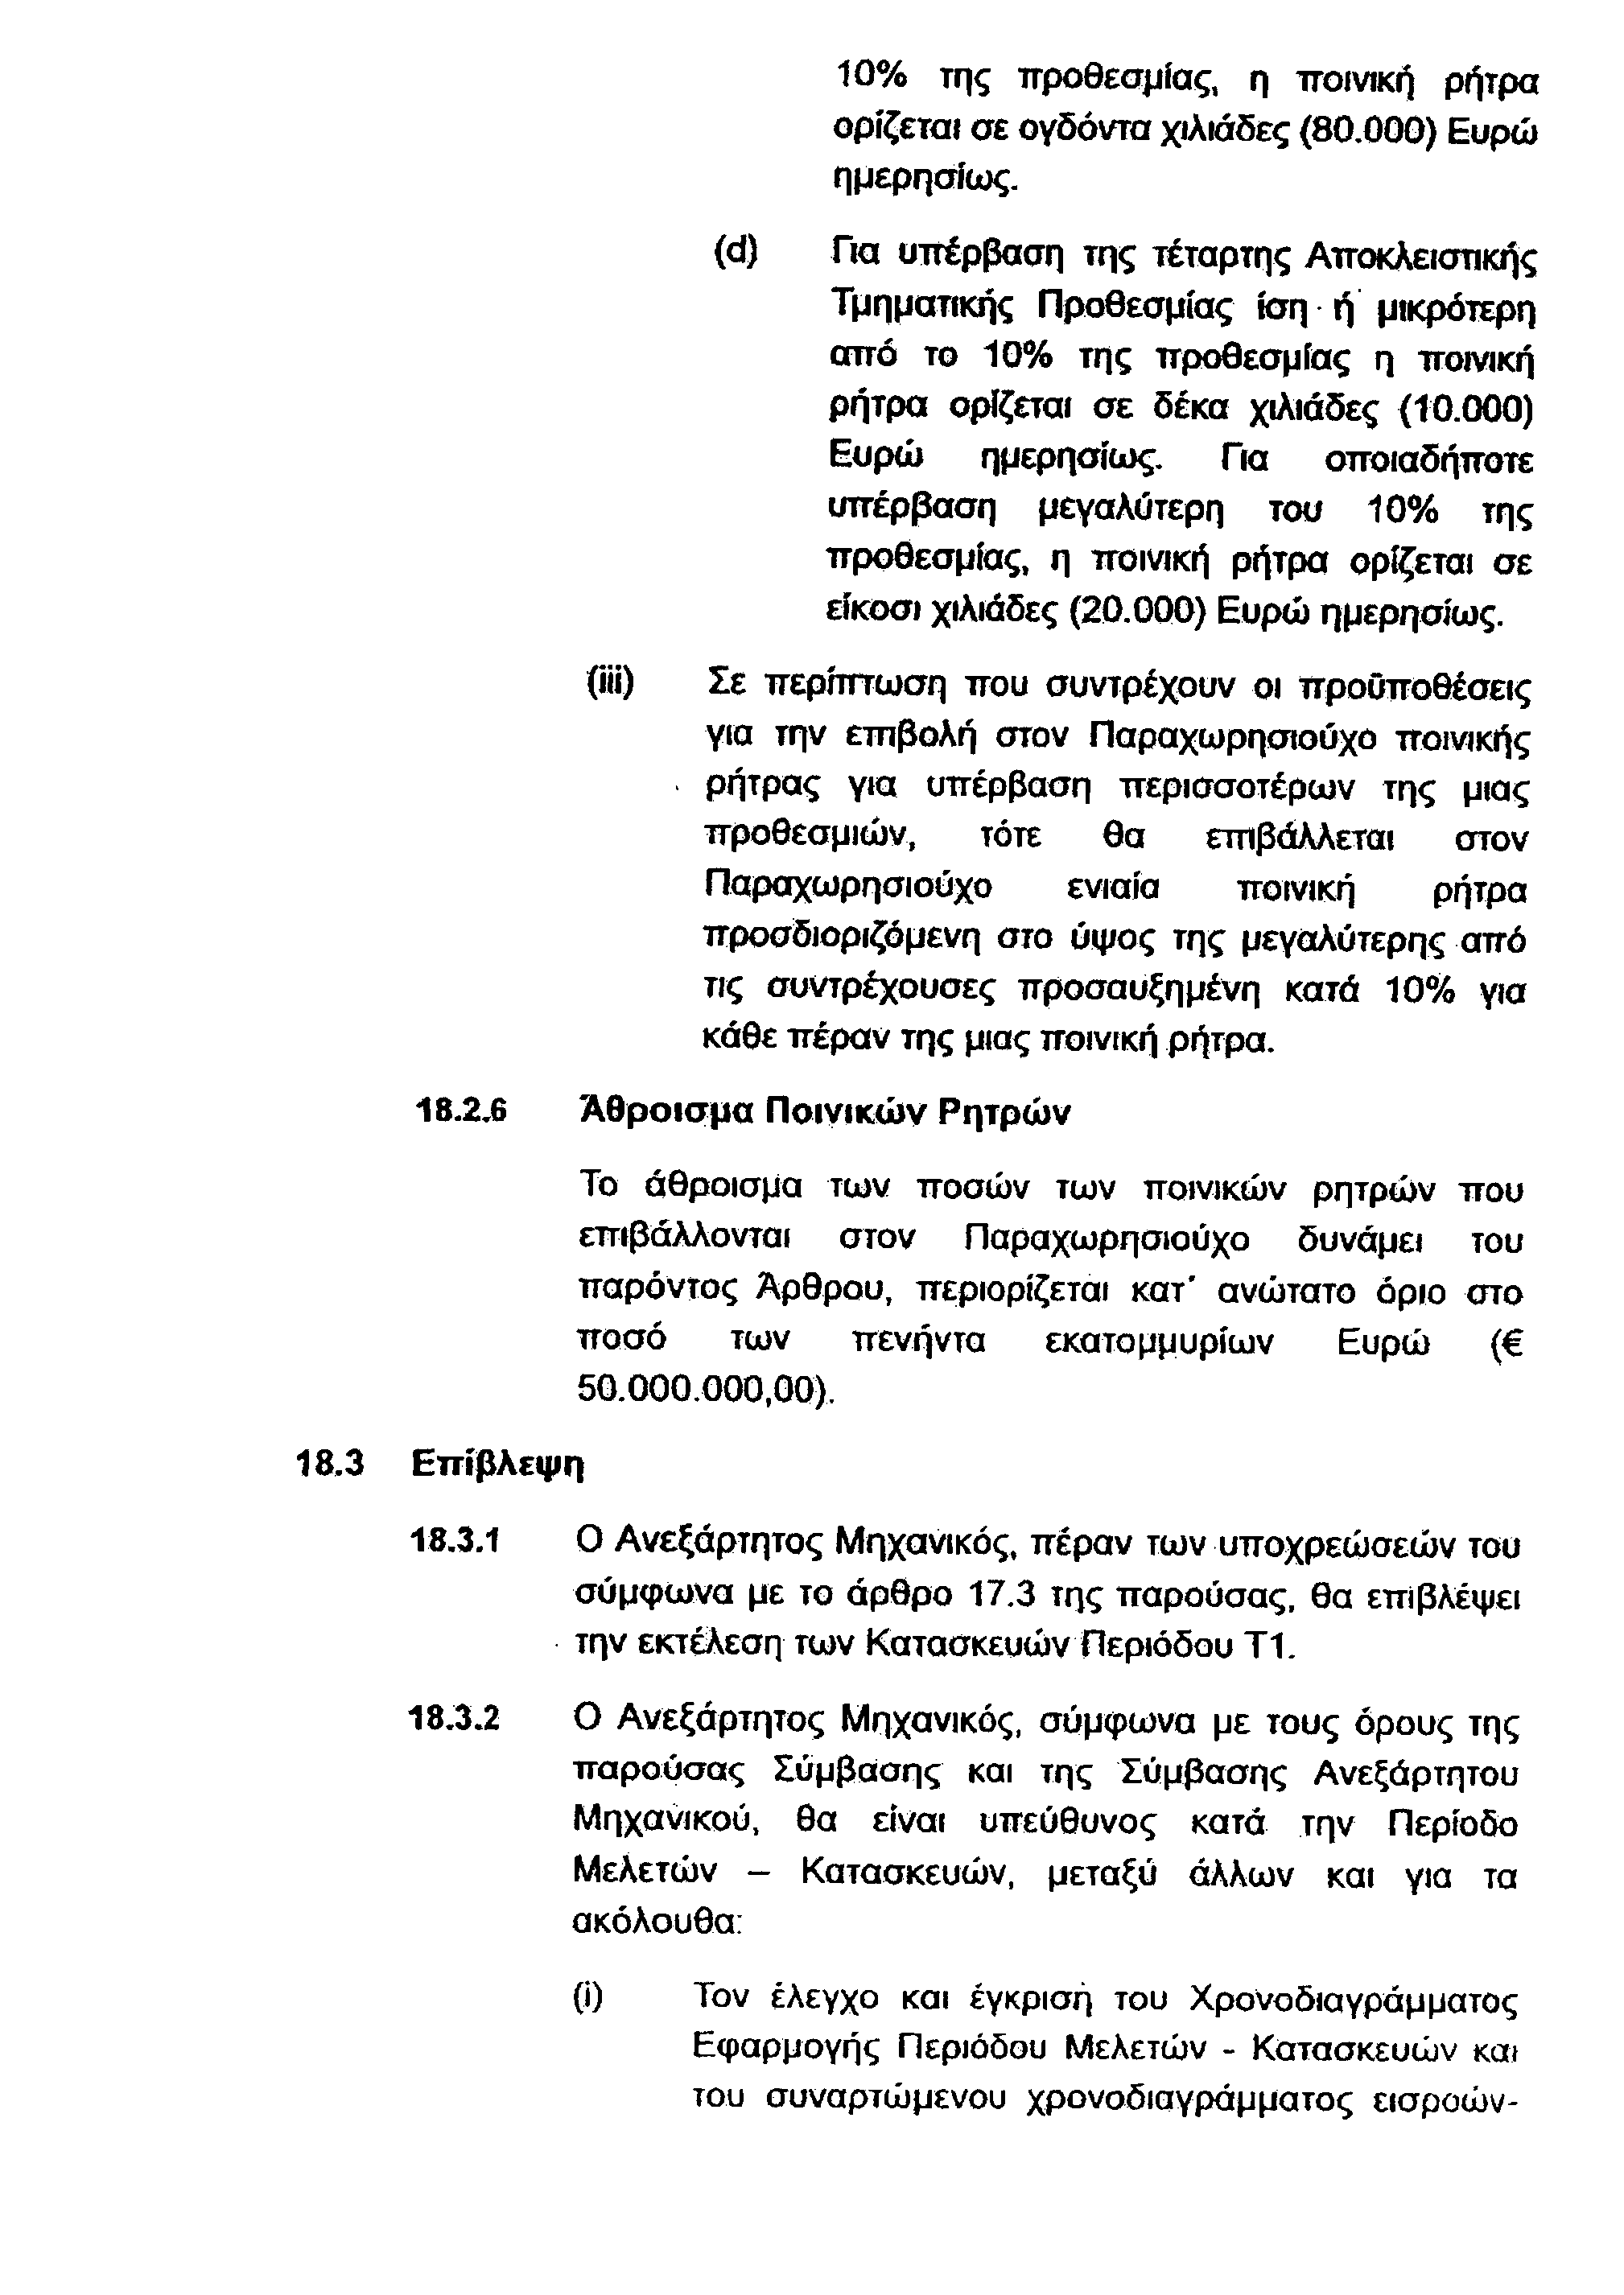 10% της προθεσμίας, η ποινική ρήτρα
ορίζεται σε ογδόντα χιλιάδες (80.000) Ευρώ
ημερησίως.
(d) Για υπέρβαση της τέταρτης Αποκλειστικής
Τμηματικής Προθεσμίας ίση ή μικρότερη
από το 10% της προθεσμίας η ποινική
ρήτρα ορίζεται σε δέκα χιλιάδες (10.000)
Ευρώ ημερησίως. Για οποιαδήποτε
υπέρβαση μεγαλύτερη του 10% της
προθεσμίας, η ποινική ρήτρα ορίζεται σε
είκοσι χιλιάδες (20.000) Ευρώ ημερησίως.
(iii) Σε περίπτωση που συντρέχουν οι προϋποθέσεις
για την επιβολή στον Παραχωρησιούχο ποινικής
ρήτρας για υπέρβαση περισσοτέρων της μιας
προθεσμιών, τότε θα επιβάλλεται στον
Παραχωρησιούχο ενιαία ποινική ρήτρα
προσδιοριζόμενη στο ύψος της μεγαλύτερης από
τις συντρέχουσες προσαυξημένη κατά 10% για
κάθε πέραν της μιας ποινική ρήτρα.
18.2.6 Άθροισμα Ποινικών Ρητρών
Το άθροισμα των ποσών των ποινικών ρητρών που
επιβάλλονται στον Παραχωρησιούχο δυνάμει του
παρόντος Άρθρου, περιορίζεται κατ' ανώτατο όριο στο
ποσό των πενήντα εκατομμυρίων Ευρώ (€
50.000.000,00).
18.3 Επίβλεψη
18.3.1 Ο Ανεξάρτητος Μηχανικός, πέραν των υποχρεώσεών του
σύμφωνα με το άρθρο 17.3 της παρούσας, θα επιβλέψει
την εκτέλεση των Κατασκευών Περιόδου Τ1.
18.3.2 Ο Ανεξάρτητος Μηχανικός, σύμφωνα με τους όρους της
παρούσας Σύμβασης και της Σύμβασης Ανεξάρτητου
Μηχανικού, θα είναι υπεύθυνος κατά την Περίοδο
Μελετών – Κατασκευών, μεταξύ άλλων και για τα
ακόλουθα:
(i) Τον έλεγχο και έγκριση του Χρονοδιαγράμματος
Εφαρμογής Περιόδου Μελετών - Κατασκευών και
του συναρτώμενου χρονοδιαγράμματος εισροών-